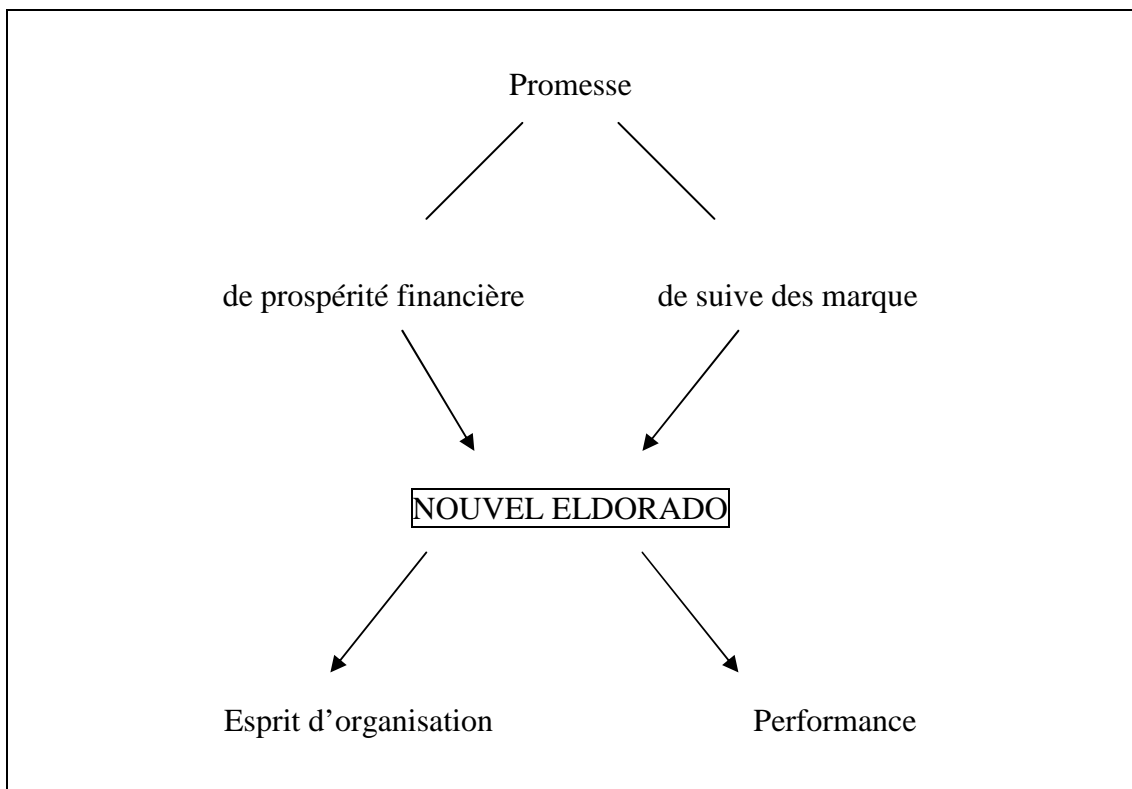 Promesse
de prospérité financière
de suive des marque
NOUVEL ELDORADO
Esprit d’organisation
Performance